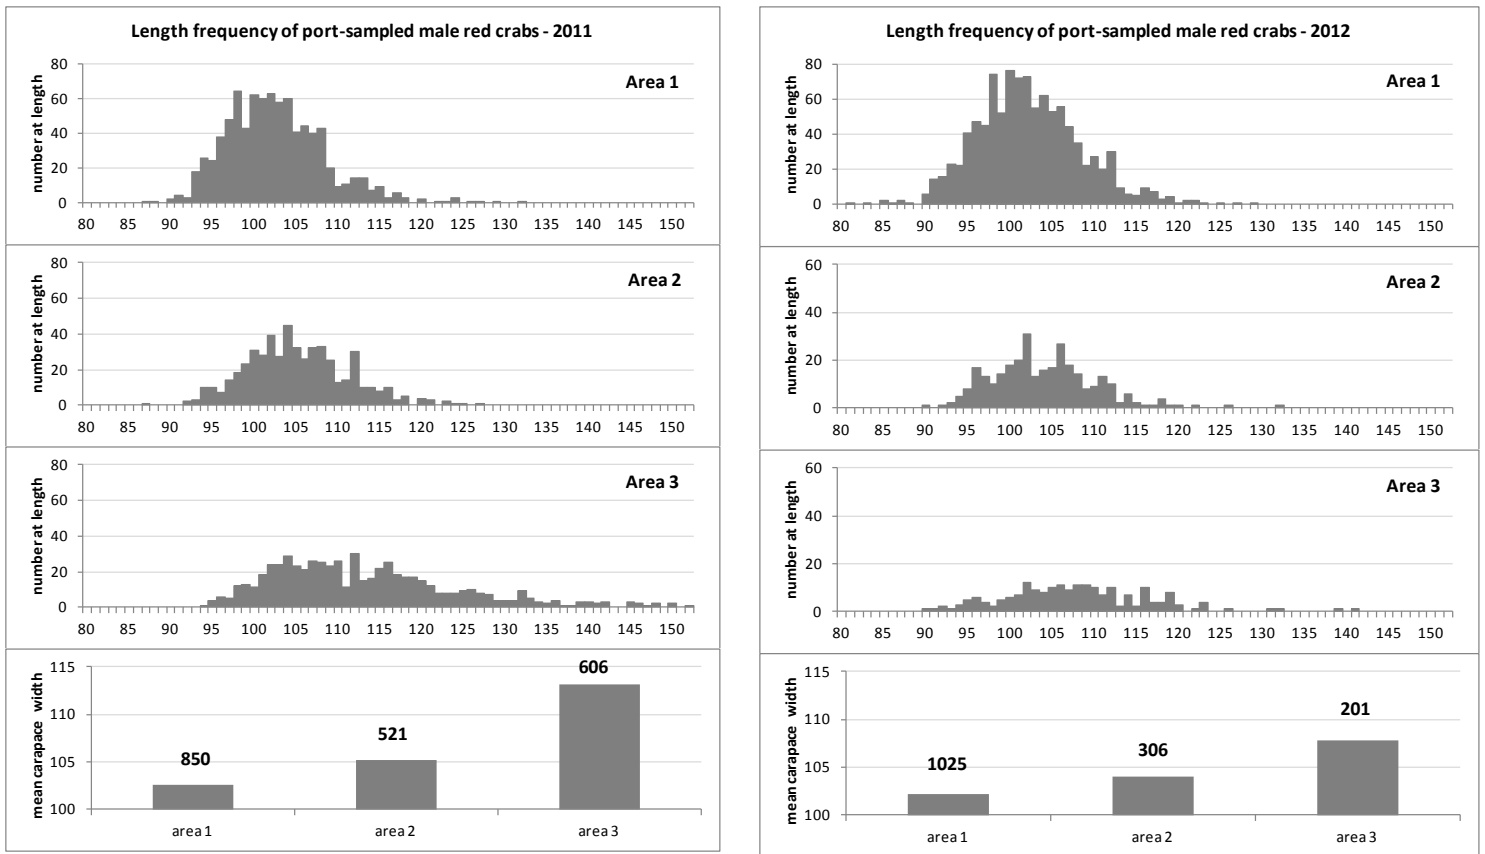 Length frequency of port-sampled male red crabs - 2011
number at length
80
60
40
20
0
Area 1
80 85 90 95 100 105 110 115 120 125 130 135 140 145 150
number at length
80
60
40
20
0
Area 2
80 85 90 95 100 105 110 115 120 125 130 135 140 145 150
number at length
80
60
40
20
0
Area 3
80 85 90 95 100 105 110 115 120 125 130 135 140 145 150
mean carapace width
115
110
105
100
850
521
606
area 1 area 2 area 3
Length frequency of port-sampled male red crabs - 2012
number at length
80
60
40
20
0
Area 1
80 85 90 95 100 105 110 115 120 125 130 135 140 145 150
number at length
60
40
20
0
Area 2
80 85 90 95 100 105 110 115 120 125 130 135 140 145 150
number at length
60
40
20
0
Area 3
80 85 90 95 100 105 110 115 120 125 130 135 140 145 150
mean carapace width
115
110
105
100
1025
306
201
area 1 area 2 area 3